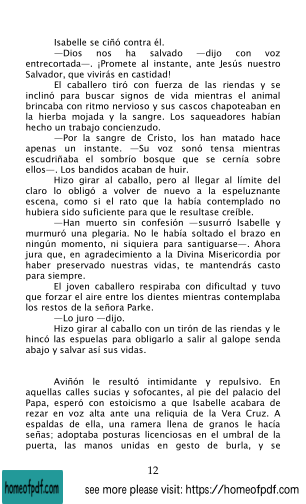 Isabelle se ciñó contra él.
—Dios nos ha salvado —dijo con voz
entrecortada—. ¡Promete al instante, ante Jesús nuestro
Salvador, que vivirás en castidad!
El caballero tiró con fuerza de las riendas y se
inclinó para buscar signos de vida mientras el animal
brincaba con ritmo nervioso y sus cascos chapoteaban en
la hierba mojada y la sangre. Los saqueadores habían
hecho un trabajo concienzudo.
—Por la sangre de Cristo, los han matado hace
apenas un instante. —Su voz sonó tensa mientras
escudriñaba el sombrío bosque que se cernía sobre
ellos—. Los bandidos acaban de huir.
Hizo girar al caballo, pero al llegar al límite del
claro lo obligó a volver de nuevo a la espeluznante
escena, como si el rato que la había contemplado no
hubiera sido suficiente para que le resultase creíble.
—Han muerto sin confesión —susurró Isabelle y
murmuró una plegaria. No le había soltado el brazo en
ningún momento, ni siquiera para santiguarse—. Ahora
jura que, en agradecimiento a la Divina Misericordia por
haber preservado nuestras vidas, te mantendrás casto
para siempre.
El joven caballero respiraba con dificultad y tuvo
que forzar el aire entre los dientes mientras contemplaba
los restos de la señora Parke.
—Lo juro —dijo.
Hizo girar al caballo con un tirón de las riendas y le
hincó las espuelas para obligarlo a salir al galope senda
abajo y salvar así sus vidas.
Aviñón le resultó intimidante y repulsivo. En
aquellas calles sucias y sofocantes, al pie del palacio del
Papa, esperó con estoicismo a que Isabelle acabara de
rezar en voz alta ante una reliquia de la Vera Cruz. A
espaldas de ella, una ramera llena de granos le hacía
señas; adoptaba posturas licenciosas en el umbral de la
puerta, las manos unidas en gesto de burla, y se
12
homeofpdf.com
see more please visit: https://homeofpdf.com